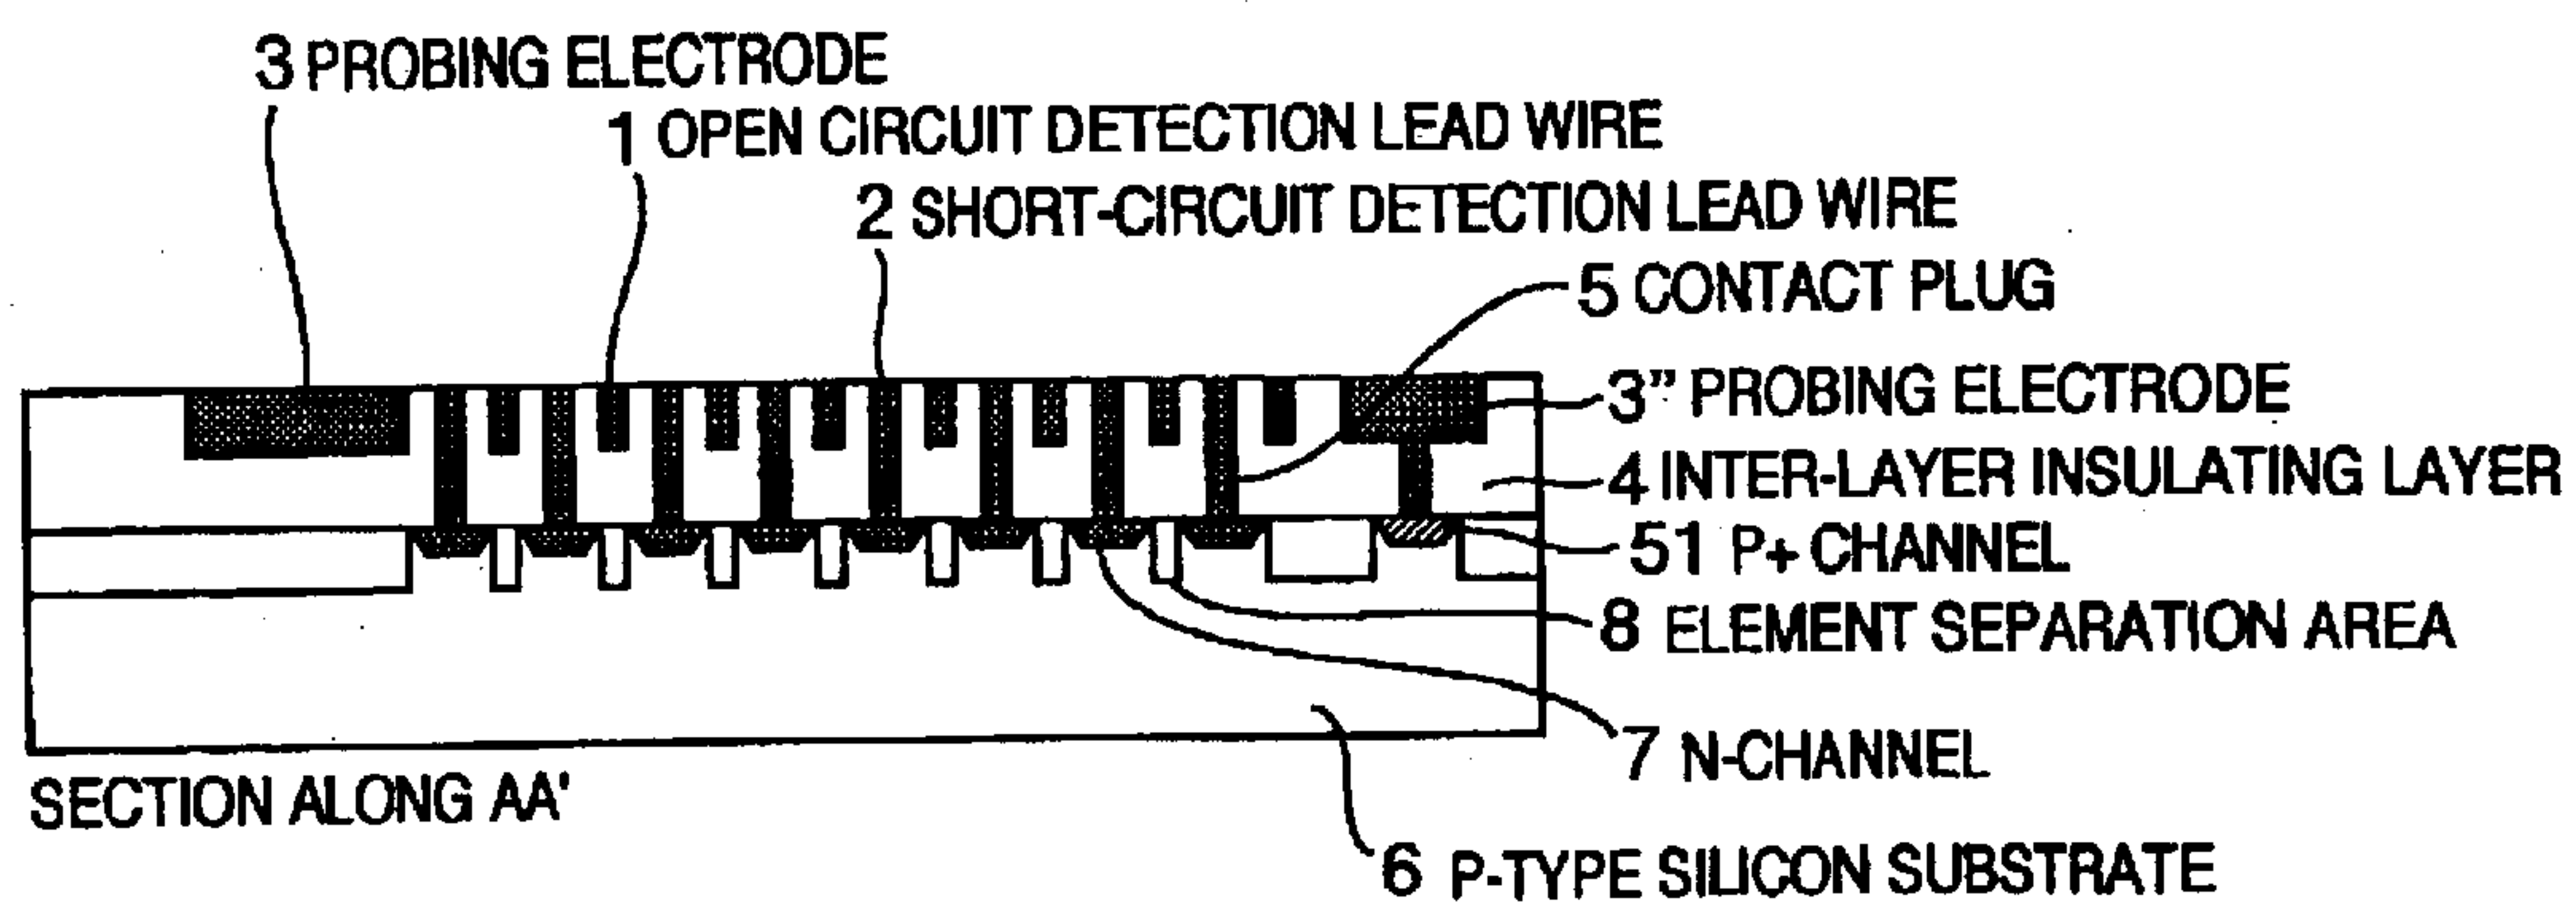 3 PROBING ELECTRODE
1 OPEN CIRCUIT DETECTION LEAD WIRE
2 SHORT-CIRCUIT DETECTION LEAD WIRE
5 CONTACT PLUG
3" PROBING ELECTRODE
4 INTER-LAYER INSULATING LAYER
51 P+ CHANNEL
8 ELEMENT SEPARATION AREA
7 N-CHANNEL
SECTION ALONG AA'
6 P-TYPE SILICON SUBSTRATE